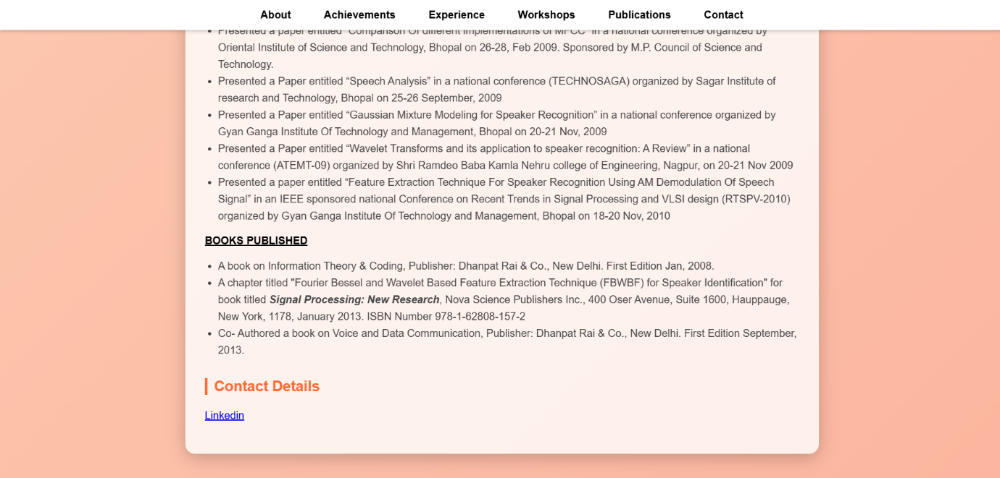 About Achievements Experience Workshops Publications Contact
Presented a paper entitled “Comparison Of different implementations of MFCC” in a national conference organized by
Oriental Institute of Science and Technology, Bhopal on 26-28, Feb 2009. Sponsored by M.P. Council of Science and
Technology.
Presented a Paper entitled “Speech Analysis” in a national conference (TECHNOSAGA) organized by Sagar Institute of
research and Technology, Bhopal on 25-26 September, 2009
Presented a Paper entitled “Gaussian Mixture Modeling for Speaker Recognition” in a national conference organized by
Gyan Ganga Institute Of Technology and Management, Bhopal on 20-21 Nov, 2009
Presented a Paper entitled “Wavelet Transforms and its application to speaker recognition: A Review” in a national
conference (ATEMT-09) organized by Shri Ramdeo Baba Kamla Nehru college of Engineering, Nagpur, on 20-21 Nov 2009
Presented a paper entitled “Feature Extraction Technique For Speaker Recognition Using AM Demodulation Of Speech
Signal” in an IEEE sponsored national Conference on Recent Trends in Signal Processing and VLSI design (RTSPV-2010)
organized by Gyan Ganga Institute Of Technology and Management, Bhopal on 18-20 Nov, 2010
BOOKS PUBLISHED
A book on Information Theory & Coding, Publisher: Dhanpat Rai & Co., New Delhi. First Edition Jan, 2008.
A chapter titled "Fourier Bessel and Wavelet Based Feature Extraction Technique (FBWBF) for Speaker Identification" for
book titled Signal Processing: New Research, Nova Science Publishers Inc., 400 Oser Avenue, Suite 1600, Hauppauge,
New York, 1178, January 2013. ISBN Number 978-1-62808-157-2
Co- Authored a book on Voice and Data Communication, Publisher: Dhanpat Rai & Co., New Delhi. First Edition September,
2013.
Contact Details
Linkedin